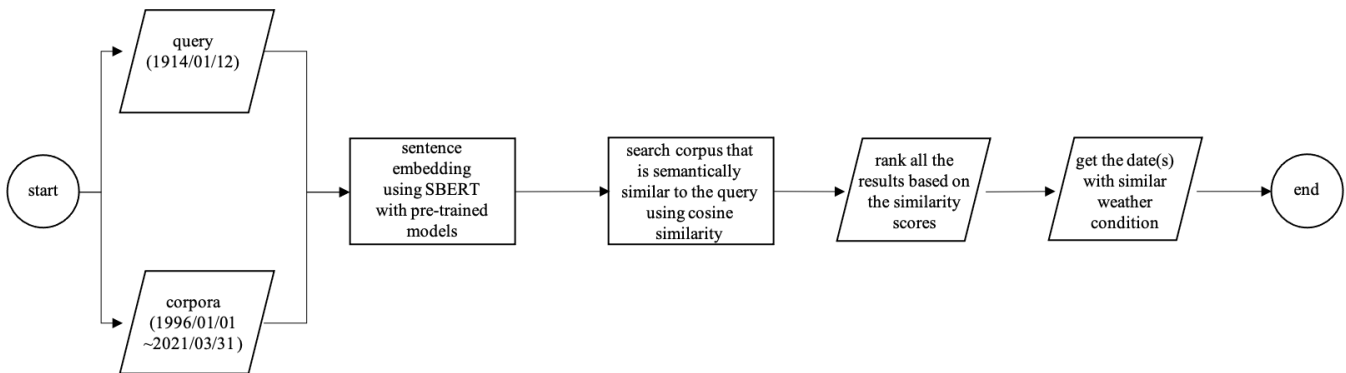 start
query
(1914/01/12)
corpora
(1996/01/01
~2021/03/31)
sentence
embedding
using SBERT
with pre-trained
models
search corpus that
is semantically
similar to the query
using cosine
similarity
rank all the
results based on
the similarity
scores
get the date(s)
with similar
weather
condition
end